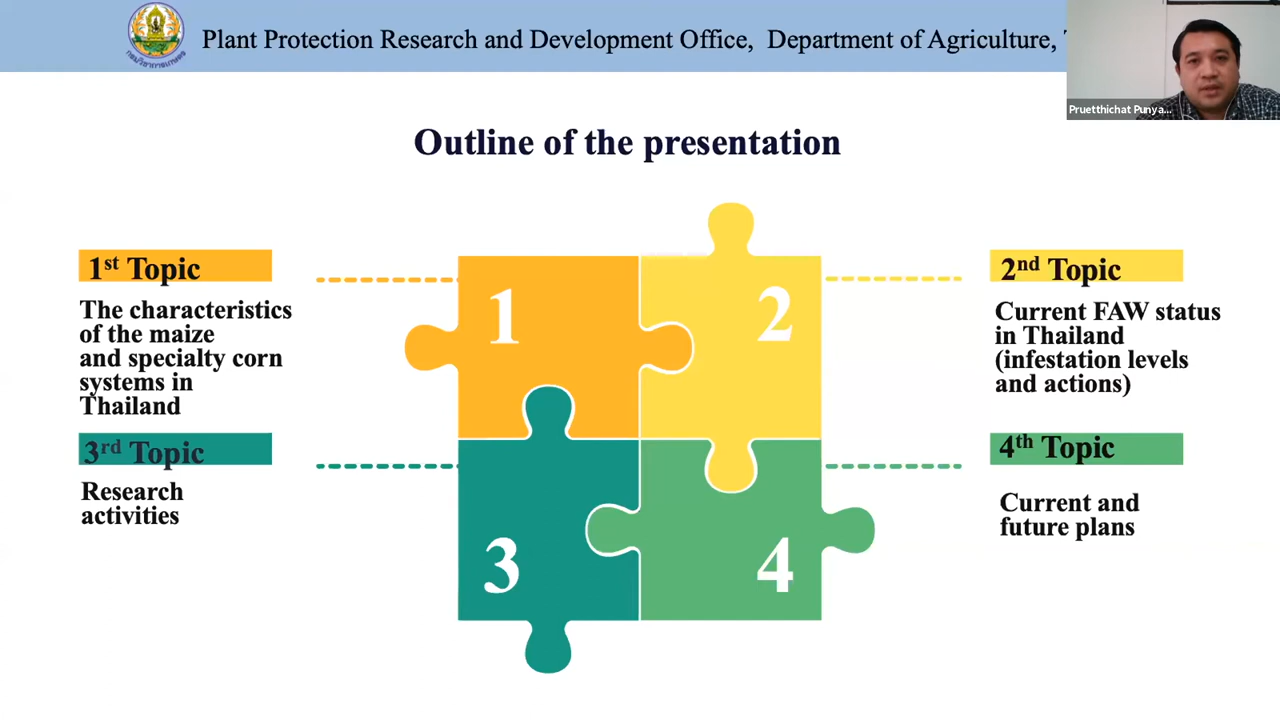 Plant Protection Research and Development Office, Department of Agriculture,
Pruetthichat Punya...
Outline of the presentation
1st Topic
The characteristics
of the maize
and specialty corn
systems in
Thailand
1
2
2nd Topic
Current FAW status
in Thailand
(infestation levels
and actions)
3rd Topic
Research
activities
3
4
4th Topic
Current and
future plans